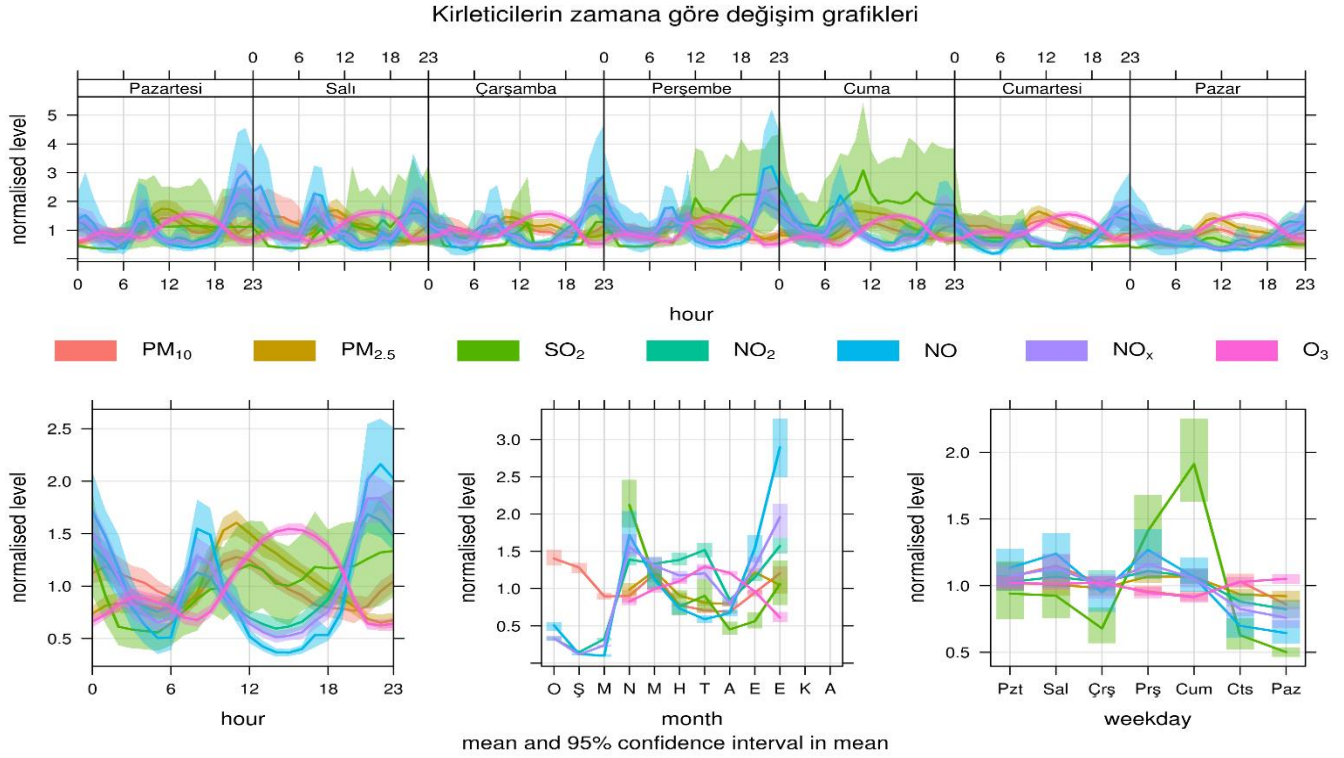 Kirleticilerin zamana göre değişim grafikleri
0 6 12 18 23 0 6 12 18 23 0 6 12 18 23
Pazartesi Salı Çarşamba Perşembe Cuma Cumartesi Pazar
normalised level
5
4
3
2
1
0 6 12 18 23 0 6 12 18 23 0 6 12 18 23 0 6 12 18 23
hour
PM10 PM2.5 SO2 NO2 NO NOx O3
normalised level
2.5
2.0
1.5
1.0
0.5
0 6 12 18 23
hour
normalised level
3.0
2.5
2.0
1.5
1.0
0.5
O Ş M N M H T A E E K A
month
normalised level
2.0
1.5
1.0
0.5
Pzt Sal Çrş Prş Cum Cts Paz
weekday
mean and 95% confidence interval in mean